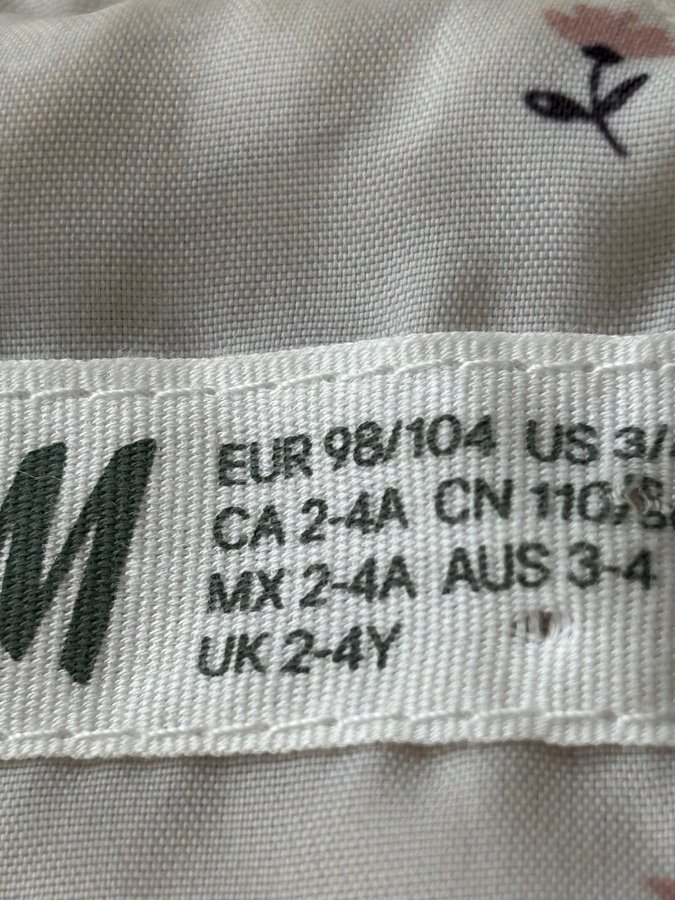 M
EUR 98/104 US 3/4
CA 2-4A CN 110/
MX 2-4A AUS 3-4
UK 2-4Y